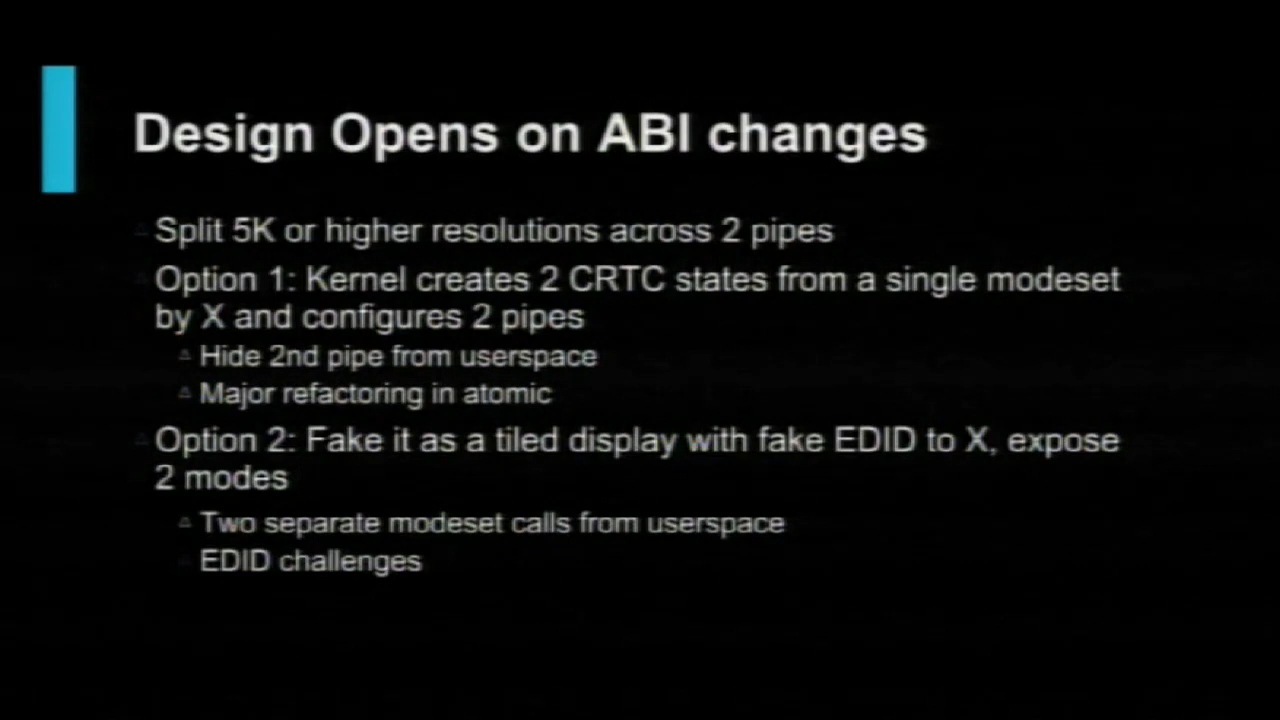 Design Opens on ABI changes
Split 5K or higher resolutions across 2 pipes
Option 1: Kernel creates 2 CRTC states from a single modeset
by X and configures 2 pipes
Hide 2nd pipe from userspace
Major refactoring in atomic
Option 2: Fake it as a tiled display with fake EDID to X, expose
2 modes
Two separate modeset calls from userspace
EDID challenges